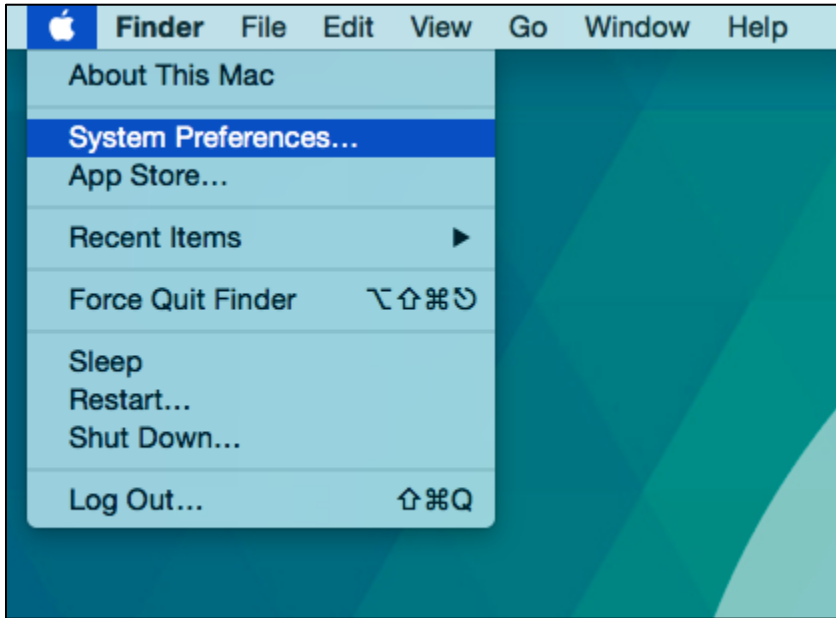 Finder File Edit View Go Window Help
About This Mac
System Preferences...
App Store...
Recent Items ▶
Force Quit Finder ⌥⇧⌘⎋
Sleep
Restart...
Shut Down...
Log Out... ⇧⌘Q